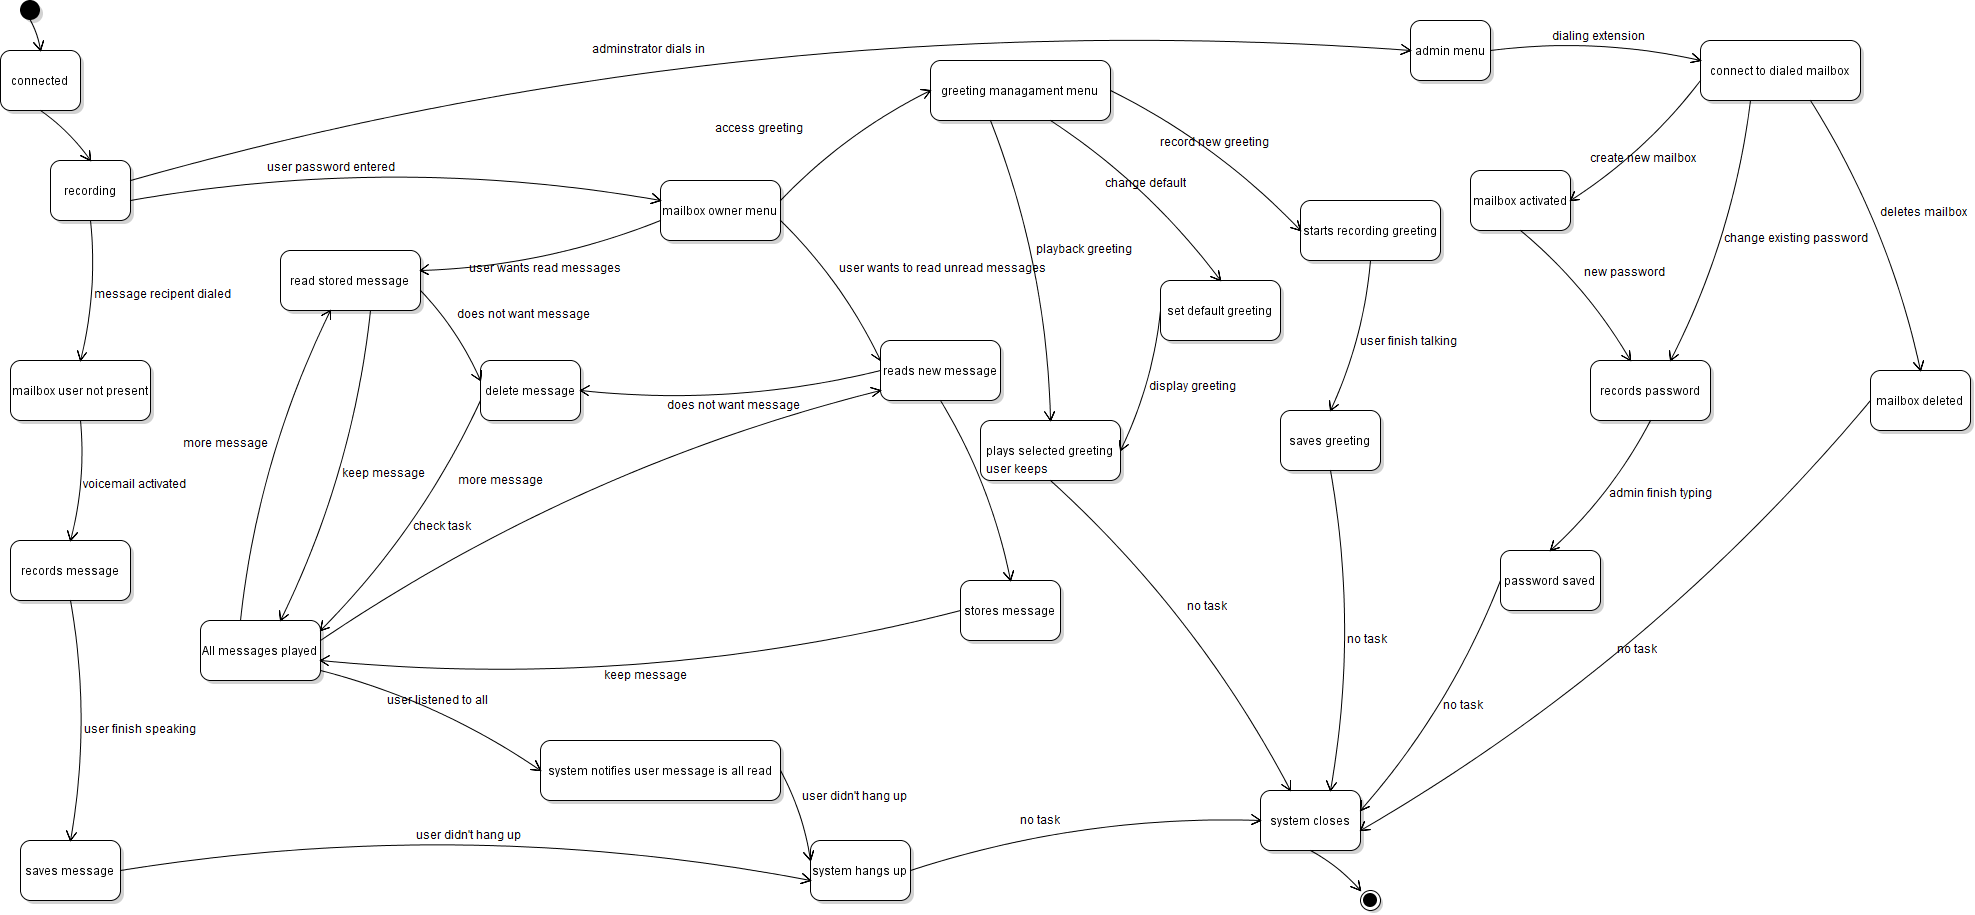 adminstrator dials in
admin menu
dialing extension
connected
connect to dialed mailbox
greeting managament menu
access greeting
record new greeting
user password entered
create new mailbox
recording
change default
mailbox owner menu
mailbox activated
deletes mailbox
starts recording greeting
change existing password
playback greeting
user wants read messages
user wants to read unread messages
new password
read stored message
message recipent dialed
does not want message
set default greeting
user finish talking
reads new message
display greeting
mailbox user not present
delete message
records password
mailbox deleted
does not want message
more message
keep message
plays selected greeting
user keeps
saves greeting
voicemail activated
more message
admin finish typing
check task
records message
password saved
no task
stores message
no task
All messages played
no task
keep message
user listened to all
no task
user finish speaking
system notifies user message is all read
user didn't hang up
no task
system closes
user didn't hang up
saves message
system hangs up